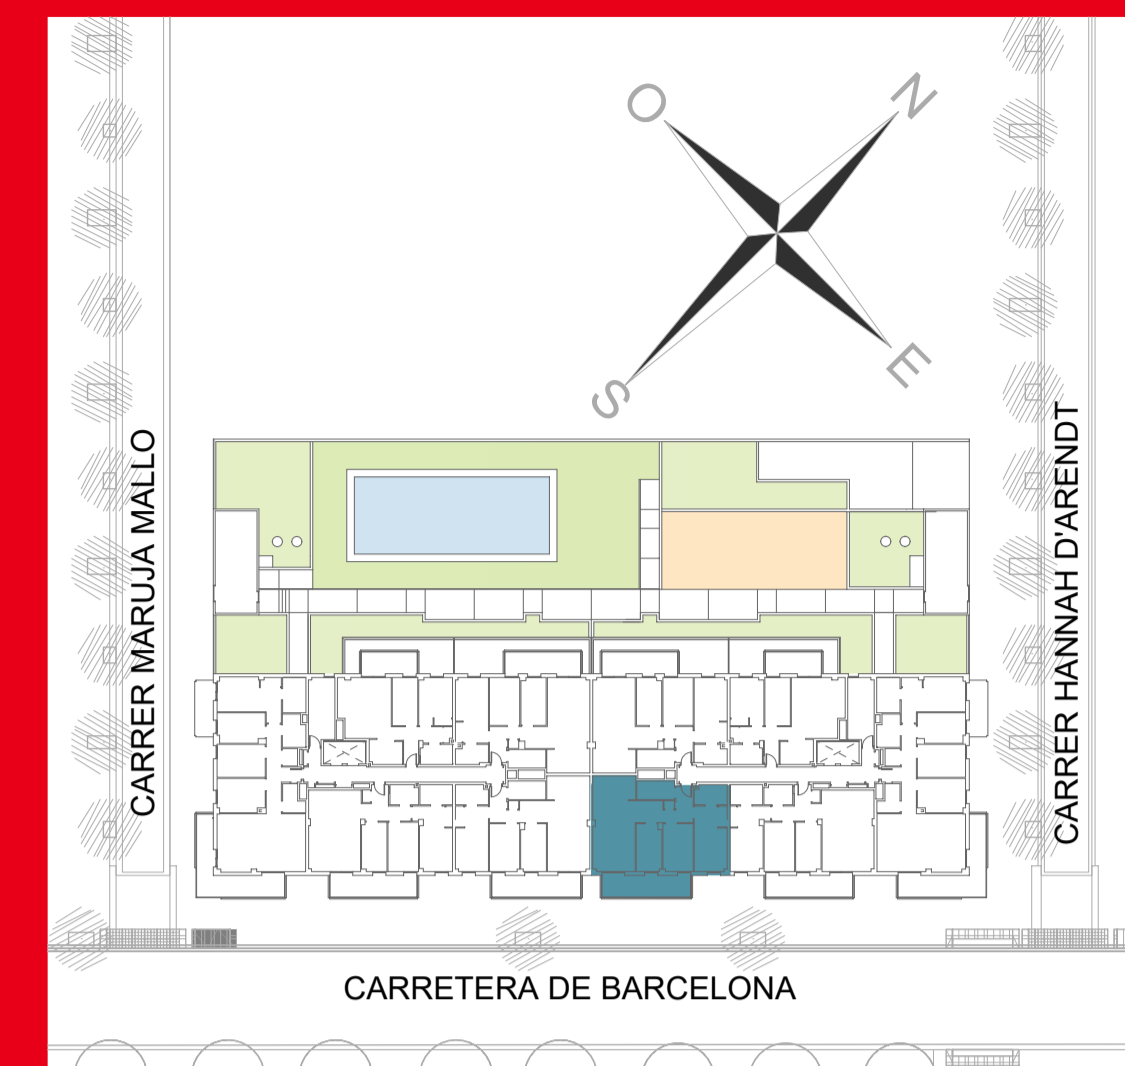 O
N
S
E
CARRER MARUJA MALLO
CARRER HANNAH D'ARENDT
CARRETERA DE BARCELONA